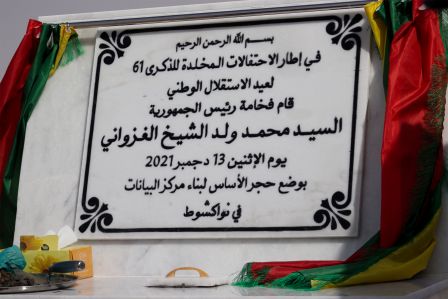 بسم الله الرحمن الرحيم
في إطار الاحتفالات المخلدة للذكرى 61
لعيد الاستقلال الوطني
قام فخامة رئيس الجمهورية
السيد محمد ولد الشيخ الغزواني
يوم الإثنين 13 دجمبر 2021
بوضع حجر الأساس لبناء مركز البيانات
في نواكشوط